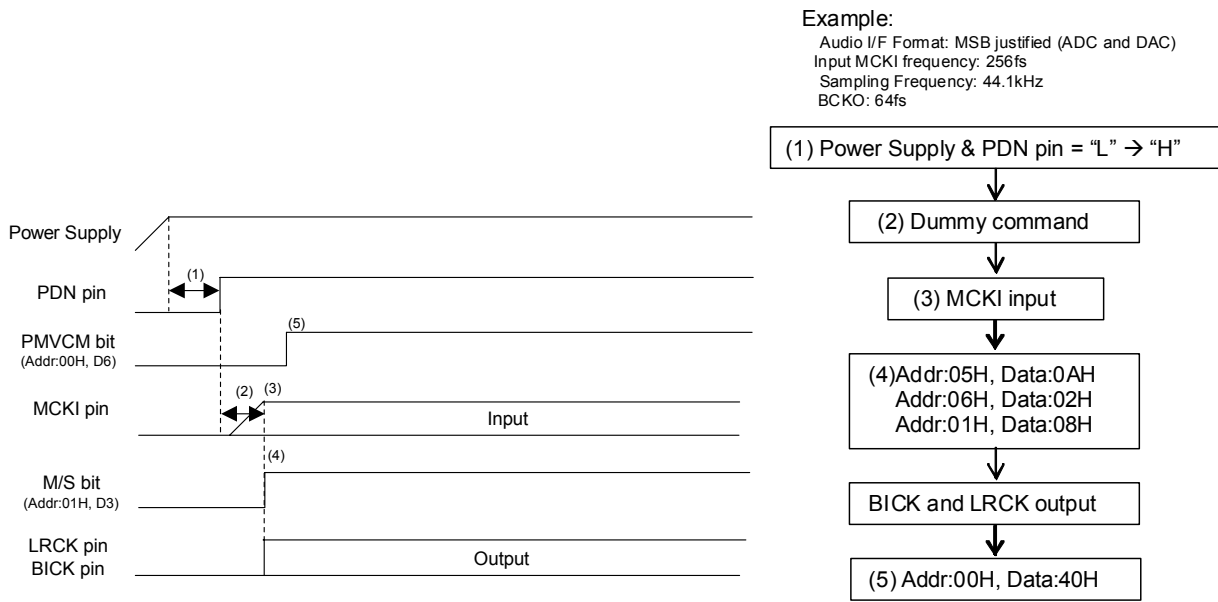 Example:
Audio I/F Format: MSB justified (ADC and DAC)
Input MCKI frequency: 256fs
Sampling Frequency: 44.1kHz
BCKO: 64fs
(1) Power Supply & PDN pin = “L” → “H”
(2) Dummy command
(3) MCKI input
(4)Addr:05H, Data:0AH
Addr:06H, Data:02H
Addr:01H, Data:08H
BICK and LRCK output
(5) Addr:00H, Data:40H
Power Supply
(1)
PDN pin
(5)
PMVCM bit
(Addr:00H, D6)
(2)
(3)
MCKI pin
Input
(4)
M/S bit
(Addr:01H, D3)
LRCK pin
BICK pin
Output